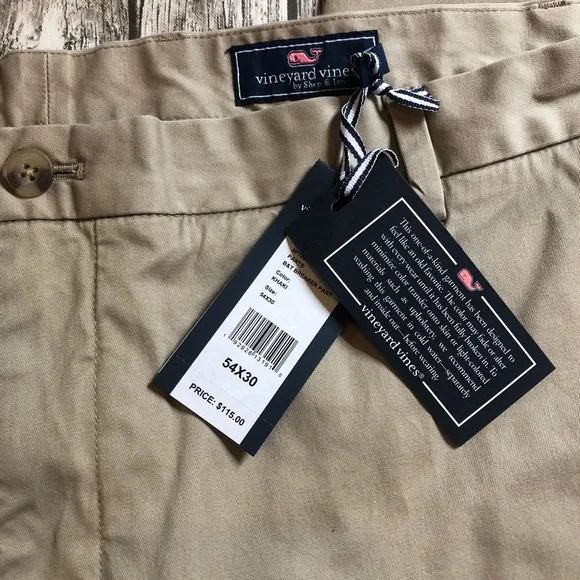 vineyard vines
by Shep & Ian
PANTS
B&T BREAKER PANT
Color:
KHAKI
Size:
54X30
54X30
PRICE: $115.00
This one-of-a-kind garment has been designed to
feel like an old favorite. The color may fade or alter
with every wear until it has been fully broken in. To
minimize color transfer onto skin or light-colored
materials such as upholstery, we recommend
washing this garment in cold water—separately
and inside-out—before wearing.
vineyard vines®